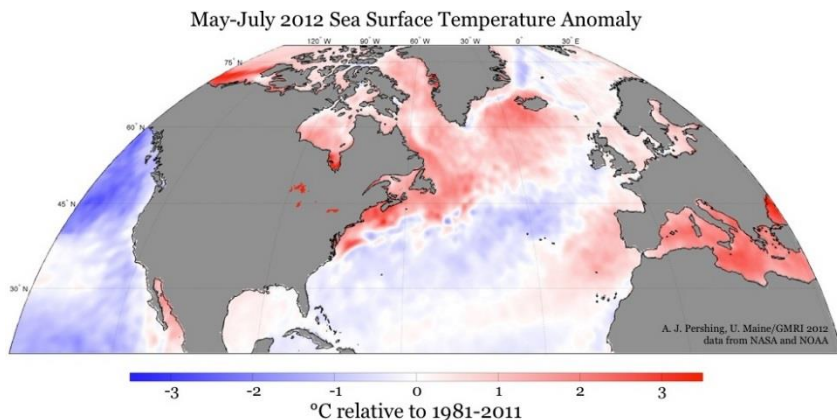 May-July 2012 Sea Surface Temperature Anomaly
120° W 90° W 60° W 30° W 0° 30° E
75° N
60° N
45° N
30° N
A. J. Pershing, U. Maine/GMRI 2012
data from NASA and NOAA
-3 -2 -1 0 1 2 3
°C relative to 1981-2011